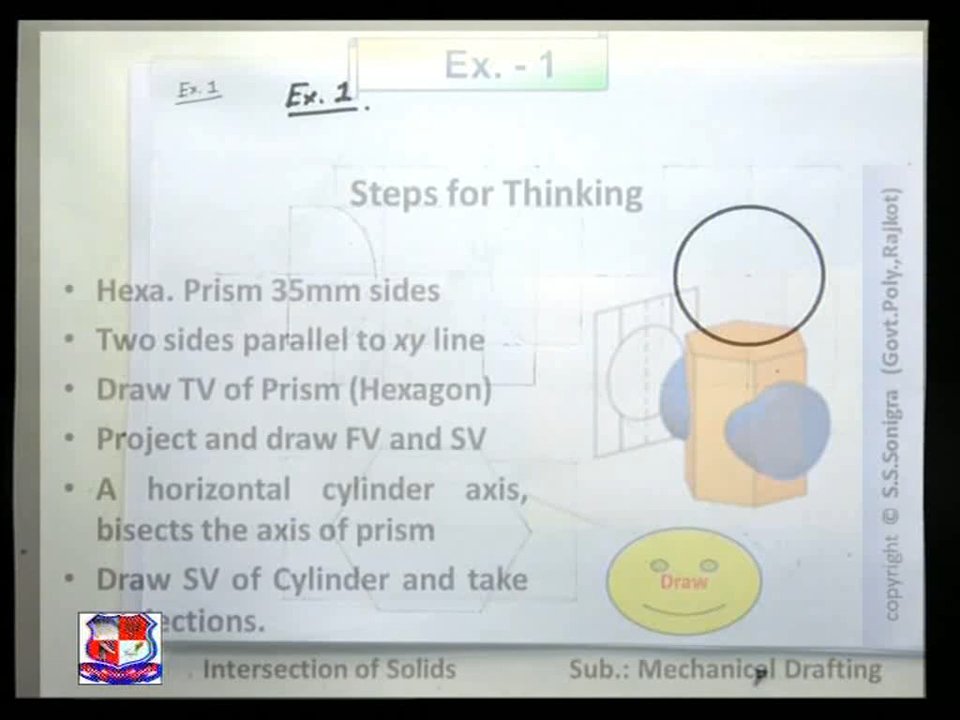 Ex. - 1
Ex. 1
Ex. 1.
Steps for Thinking
• Hexa. Prism 35mm sides
• Two sides parallel to xy line
• Draw TV of Prism (Hexagon)
• Project and draw FV and SV
• A horizontal cylinder axis,
bisects the axis of prism
• Draw SV of Cylinder and take
ections.
Draw
Intersection of Solids
Sub.: Mechanical Drafting
copyright © S.S.Sonigra (Govt.Poly.,Rajkot)